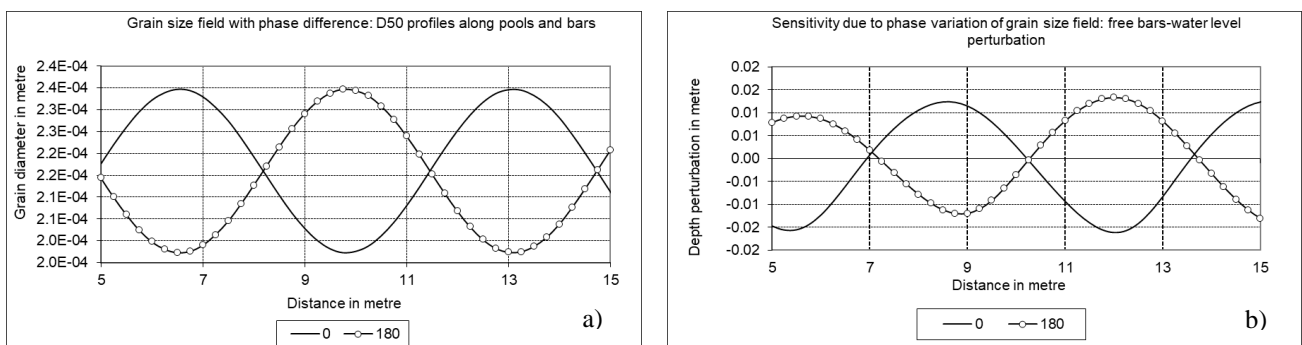 Grain size field with phase difference: D50 profiles along pools and bars
Grain diameter in metre
2.4E-04
2.4E-04
2.3E-04
2.3E-04
2.2E-04
2.2E-04
2.1E-04
2.1E-04
2.0E-04
2.0E-04
5 7 9 11 13 15
Distance in metre
0 180
a)
Sensitivity due to phase variation of grain size field: free bars-water level
perturbation
Depth perturbation in metre
0.02
0.01
0.01
0.00
-0.01
-0.01
-0.02
-0.02
5 7 9 11 13 15
Distance in metre
0 180
b)